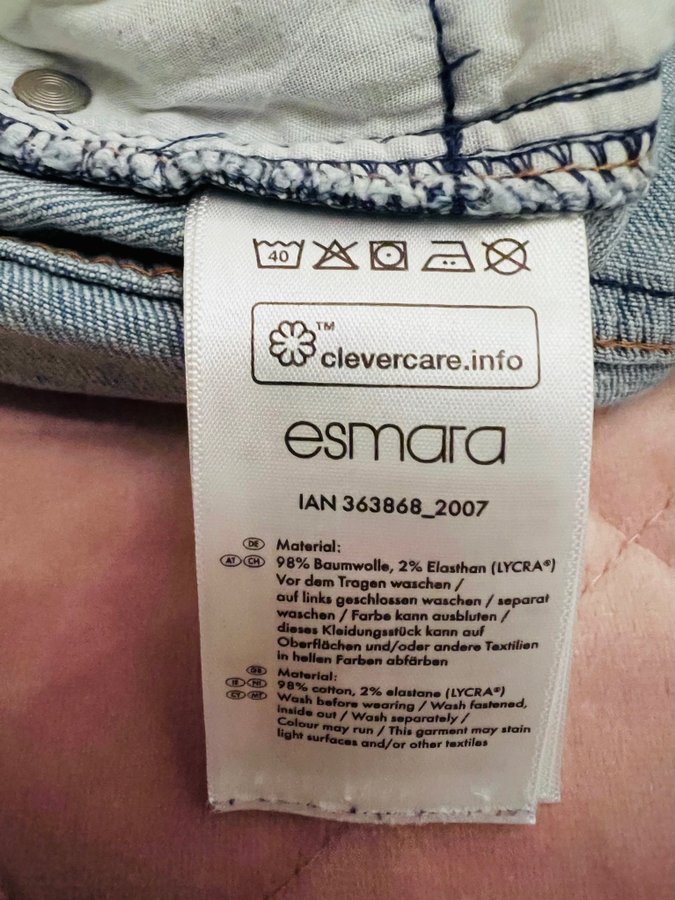 40
™
clevercare.info
esmara
IAN 363868_2007
DE Material:
AT CH 98% Baumwolle, 2% Elasthan (LYCRA®)
Vor dem Tragen waschen /
auf links geschlossen waschen / separat
waschen / Farbe kann ausbluten /
dieses Kleidungsstück kann auf
Oberflächen und/oder andere Textilien
in hellen Farben abfärben
GB Material:
IE NI 98% cotton, 2% elastane (LYCRA®)
CY MT Wash before wearing / Wash fastened,
inside out / Wash separately /
Colour may run / This garment may stain
light surfaces and/or other textiles